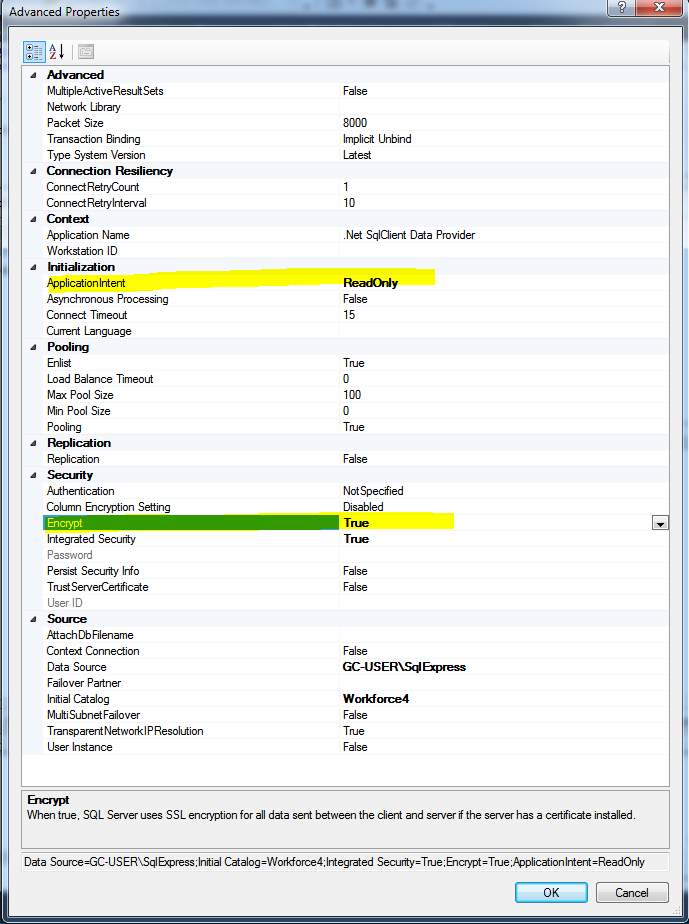 Advanced Properties
Advanced
MultipleActiveResultSets False
Network Library
Packet Size 8000
Transaction Binding Implicit Unbind
Type System Version Latest
Connection Resiliency
ConnectRetryCount 1
ConnectRetryInterval 10
Context
Application Name .Net SqlClient Data Provider
Workstation ID
Initialization
ApplicationIntent ReadOnly
Asynchronous Processing False
Connect Timeout 15
Current Language
Pooling
Enlist True
Load Balance Timeout 0
Max Pool Size 100
Min Pool Size 0
Pooling True
Replication
Replication False
Security
Authentication NotSpecified
Column Encryption Setting Disabled
Encrypt True
Integrated Security True
Password
Persist Security Info False
TrustServerCertificate False
User ID
Source
AttachDbFilename
Context Connection False
Data Source GC-USER\SqlExpress
Failover Partner
Initial Catalog Workforce4
MultiSubnetFailover False
TransparentNetworkIPResolution True
User Instance False
Encrypt
When true, SQL Server uses SSL encryption for all data sent between the client and server if the server has a certificate installed.
Data Source=GC-USER\SqlExpress;Initial Catalog=Workforce4;Integrated Security=True;Encrypt=True;ApplicationIntent=ReadOnly
OK Cancel